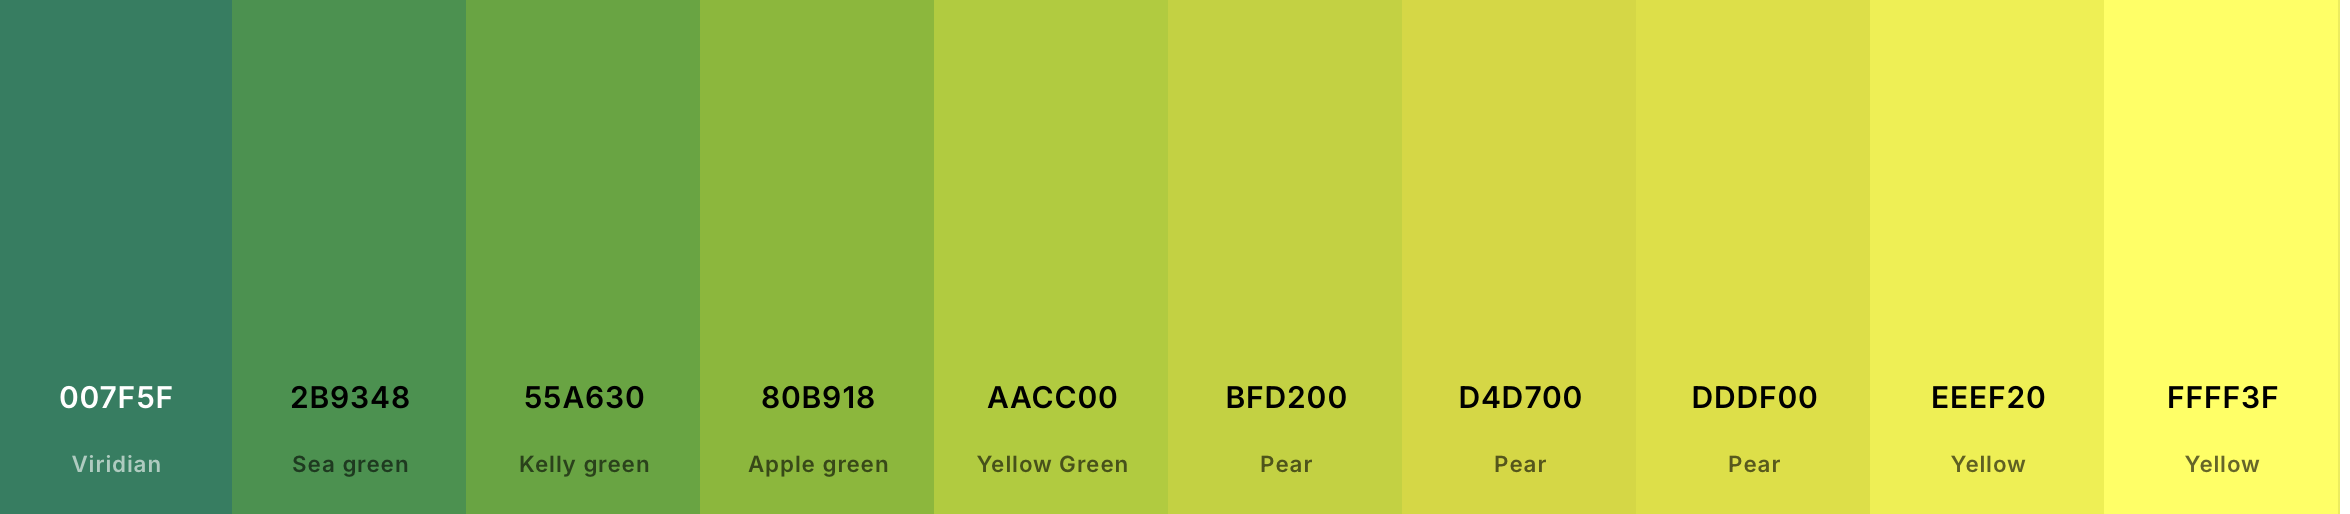 007F5F 2B9348 55A630 80B918 AACC00 BFD200 D4D700 DDDF00 EEEF20 FFFF3F
Viridian Sea green Kelly green Apple green Yellow Green Pear Pear Pear Yellow Yellow